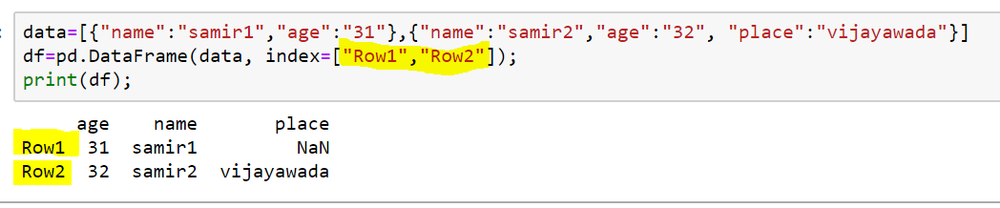 data=[{"name":"samir1","age":"31"},{"name":"samir2","age":"32", "place":"vijayawada"}]
df=pd.DataFrame(data, index=["Row1","Row2"]);
print(df);
age name place
Row1 31 samir1 NaN
Row2 32 samir2 vijayawada